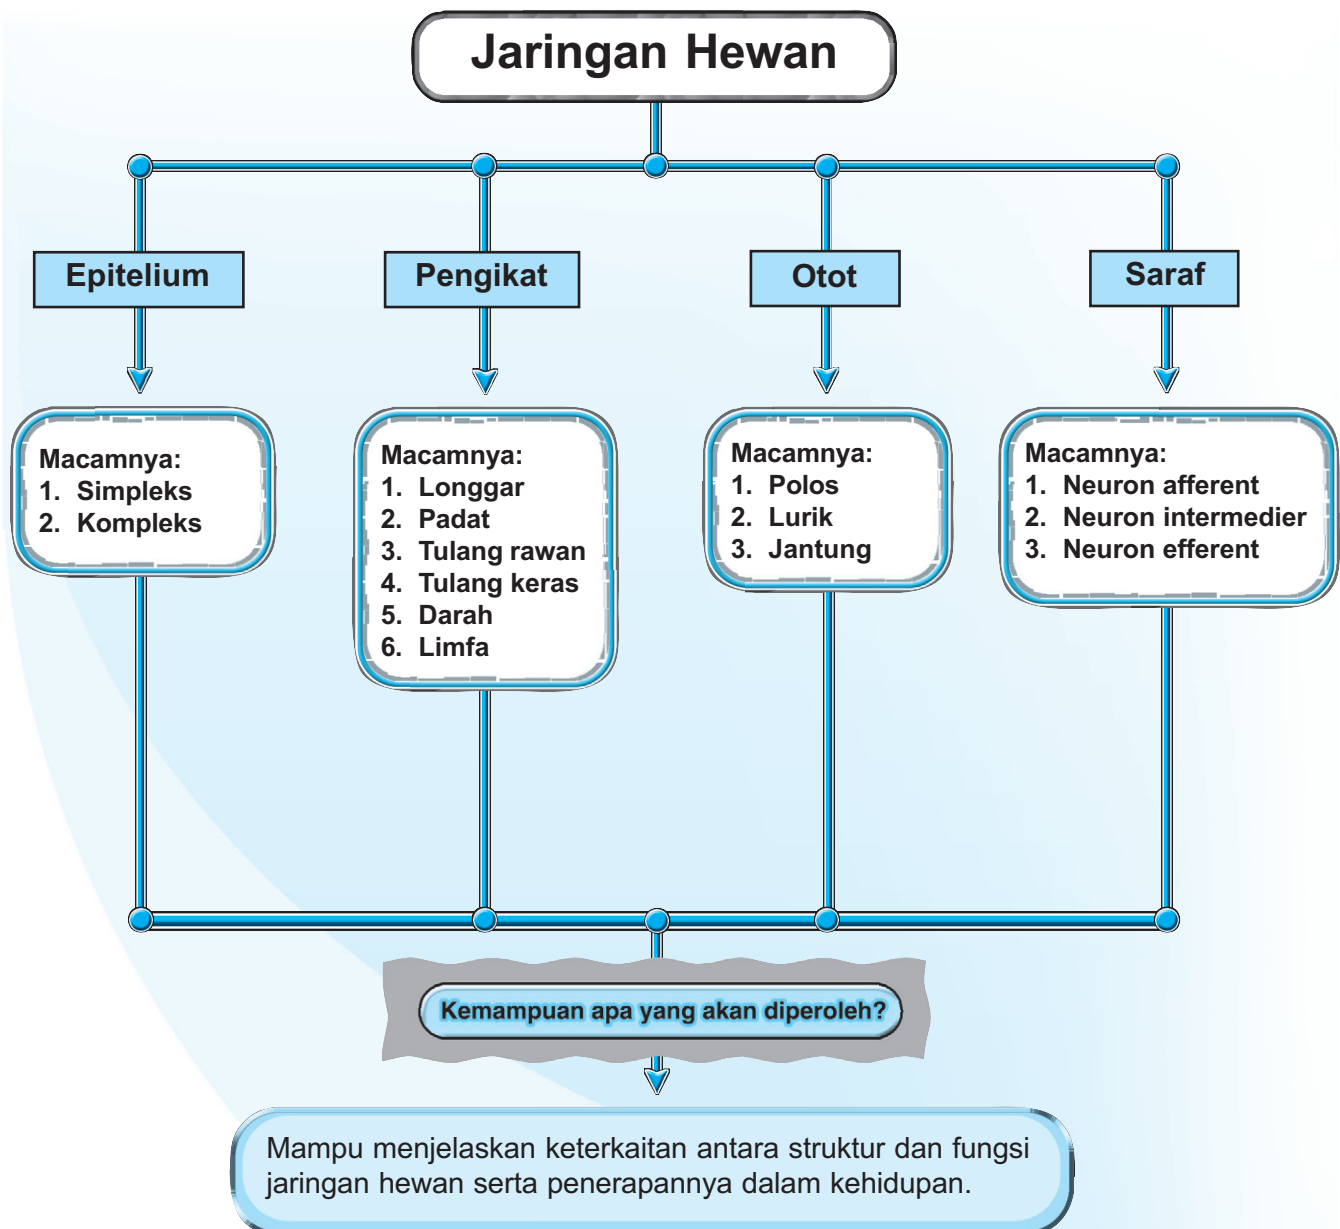 Jaringan Hewan
Epitelium
Pengikat
Otot
Saraf
Macamnya:
1. Simpleks
2. Kompleks
Macamnya:
1. Longgar
2. Padat
3. Tulang rawan
4. Tulang keras
5. Darah
6. Limfa
Macamnya:
1. Polos
2. Lurik
3. Jantung
Macamnya:
1. Neuron afferent
2. Neuron intermedier
3. Neuron efferent
Kemampuan apa yang akan diperoleh?
Mampu menjelaskan keterkaitan antara struktur dan fungsi
jaringan hewan serta penerapannya dalam kehidupan.